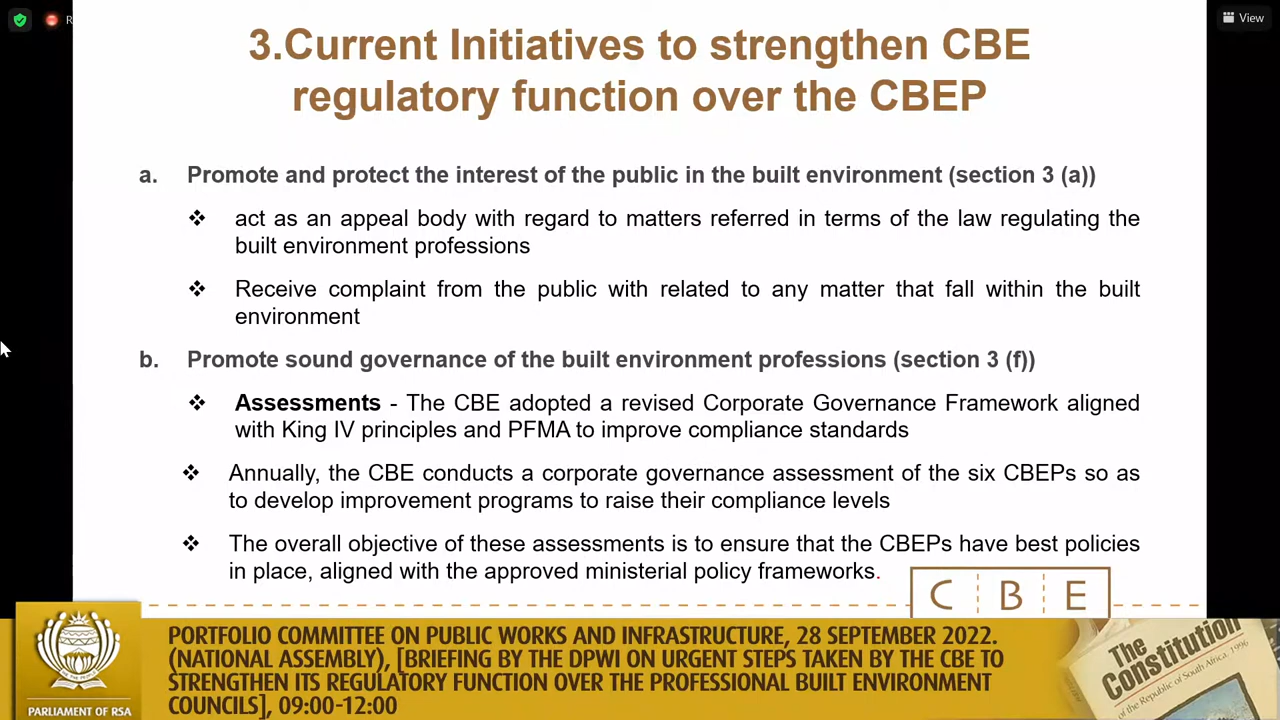 View
3.Current Initiatives to strengthen CBE
regulatory function over the CBEP
a. Promote and protect the interest of the public in the built environment (section 3 (a))
❖ act as an appeal body with regard to matters referred in terms of the law regulating the
built environment professions
❖ Receive complaint from the public with related to any matter that fall within the built
environment
b. Promote sound governance of the built environment professions (section 3 (f))
❖ Assessments - The CBE adopted a revised Corporate Governance Framework aligned
with King IV principles and PFMA to improve compliance standards
❖ Annually, the CBE conducts a corporate governance assessment of the six CBEPs so as
to develop improvement programs to raise their compliance levels
❖ The overall objective of these assessments is to ensure that the CBEPs have best policies
in place, aligned with the approved ministerial policy frameworks.
C B E
PORTFOLIO COMMITTEE ON PUBLIC WORKS AND INFRASTRUCTURE, 28 SEPTEMBER 2022.
(NATIONAL ASSEMBLY), [BRIEFING BY THE DPWI ON URGENT STEPS TAKEN BY THE CBE TO
STRENGTHEN ITS REGULATORY FUNCTION OVER THE PROFESSIONAL BUILT ENVIRONMENT
COUNCILS], 09:00-12:00
PARLIAMENT OF RSA
The
Constitution
of the Republic of South Africa, 1996